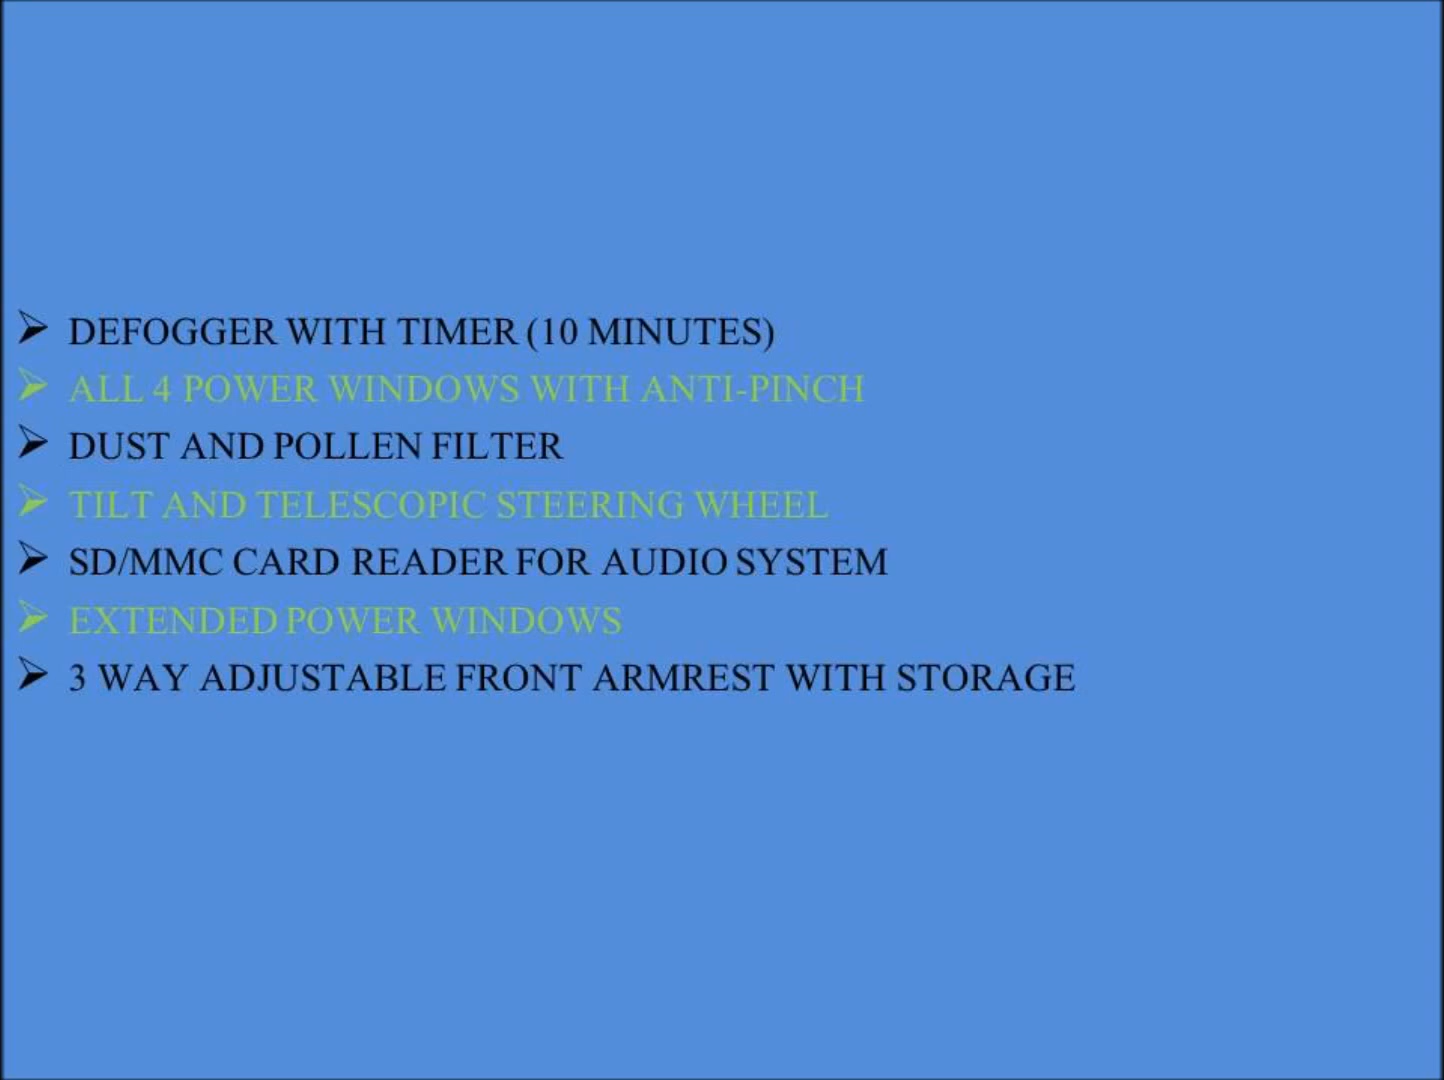 DEFOGGER WITH TIMER (10 MINUTES)
ALL 4 POWER WINDOWS WITH ANTI-PINCH
DUST AND POLLEN FILTER
TILT AND TELESCOPIC STEERING WHEEL
SD/MMC CARD READER FOR AUDIO SYSTEM
EXTENDED POWER WINDOWS
3 WAY ADJUSTABLE FRONT ARMREST WITH STORAGE